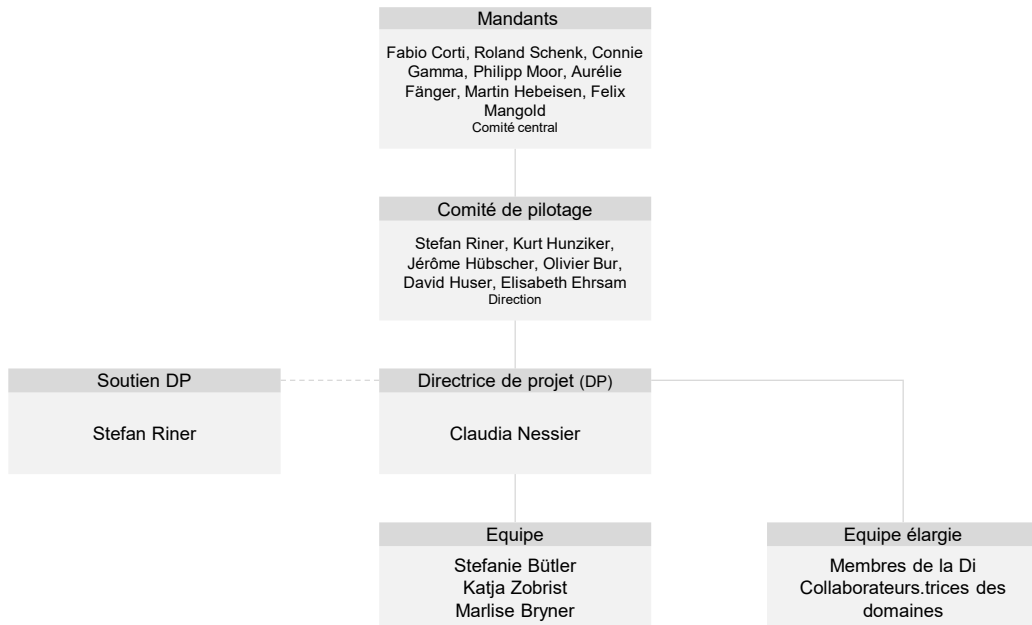 Mandants
Fabio Corti, Roland Schenk, Connie
Gamma, Philipp Moor, Aurélie
Fänger, Martin Hebeisen, Felix
Mangold
Comité central
Comité de pilotage
Stefan Riner, Kurt Hunziker,
Jérôme Hübscher, Olivier Bur,
David Huser, Elisabeth Ehrsam
Direction
Soutien DP
Stefan Riner
Directrice de projet (DP)
Claudia Nessier
Equipe
Stefanie Bütler
Katja Zobrist
Marlise Bryner
Equipe élargie
Membres de la Di
Collaborateurs.trices des
domaines